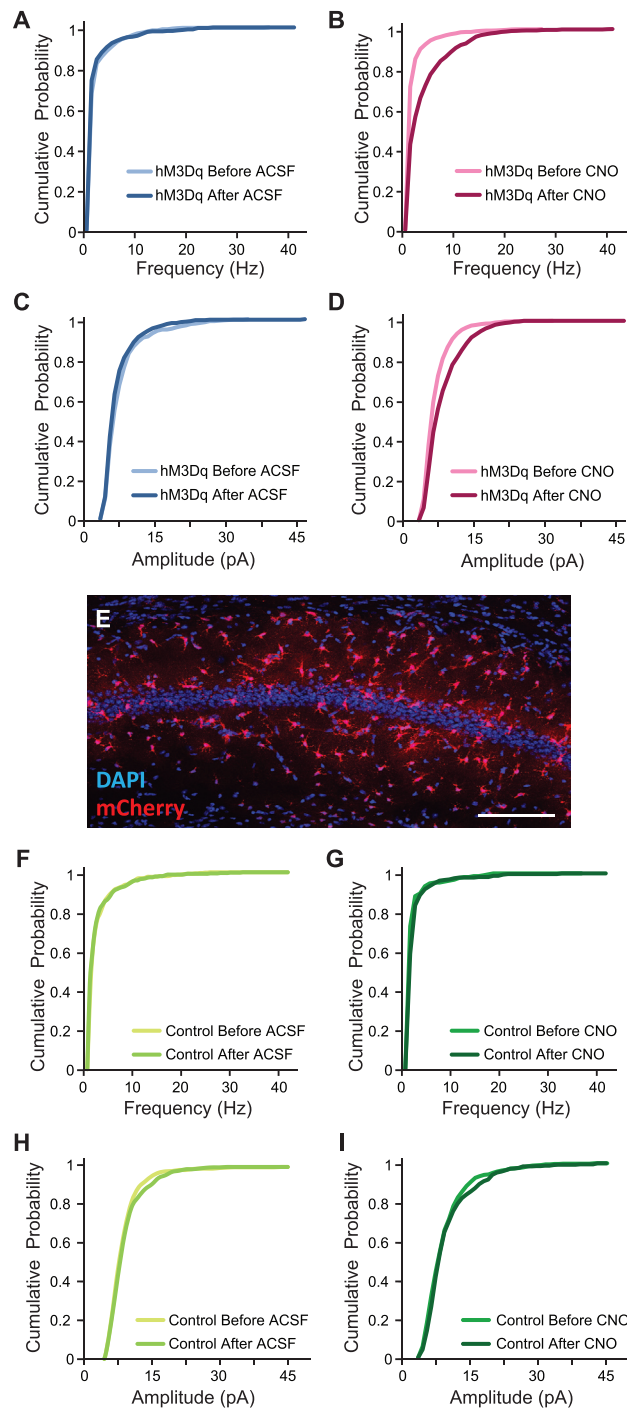 A
1
0.8
0.6
0.4
0.2
0
Cumulative Probability
hM3Dq Before ACSF
hM3Dq After ACSF
0 10 20 30 40
Frequency (Hz)
B
1
0.8
0.6
0.4
0.2
0
Cumulative Probability
hM3Dq Before CNO
hM3Dq After CNO
0 10 20 30 40
Frequency (Hz)
C
1
0.8
0.6
0.4
0.2
0
Cumulative Probability
hM3Dq Before ACSF
hM3Dq After ACSF
0 15 30 45
Amplitude (pA)
D
1
0.8
0.6
0.4
0.2
0
Cumulative Probability
hM3Dq Before CNO
hM3Dq After CNO
0 15 30 45
Amplitude (pA)
E
DAPI
mCherry
F
1
0.8
0.6
0.4
0.2
0
Cumulative Probability
Control Before ACSF
Control After ACSF
0 10 20 30 40
Frequency (Hz)
G
1
0.8
0.6
0.4
0.2
0
Cumulative Probability
Control Before CNO
Control After CNO
0 10 20 30 40
Frequency (Hz)
H
1
0.8
0.6
0.4
0.2
0
Cumulative Probability
Control Before ACSF
Control After ACSF
0 15 30 45
Amplitude (pA)
I
1
0.8
0.6
0.4
0.2
0
Cumulative Probability
Control Before CNO
Control After CNO
0 15 30 45
Amplitude (pA)